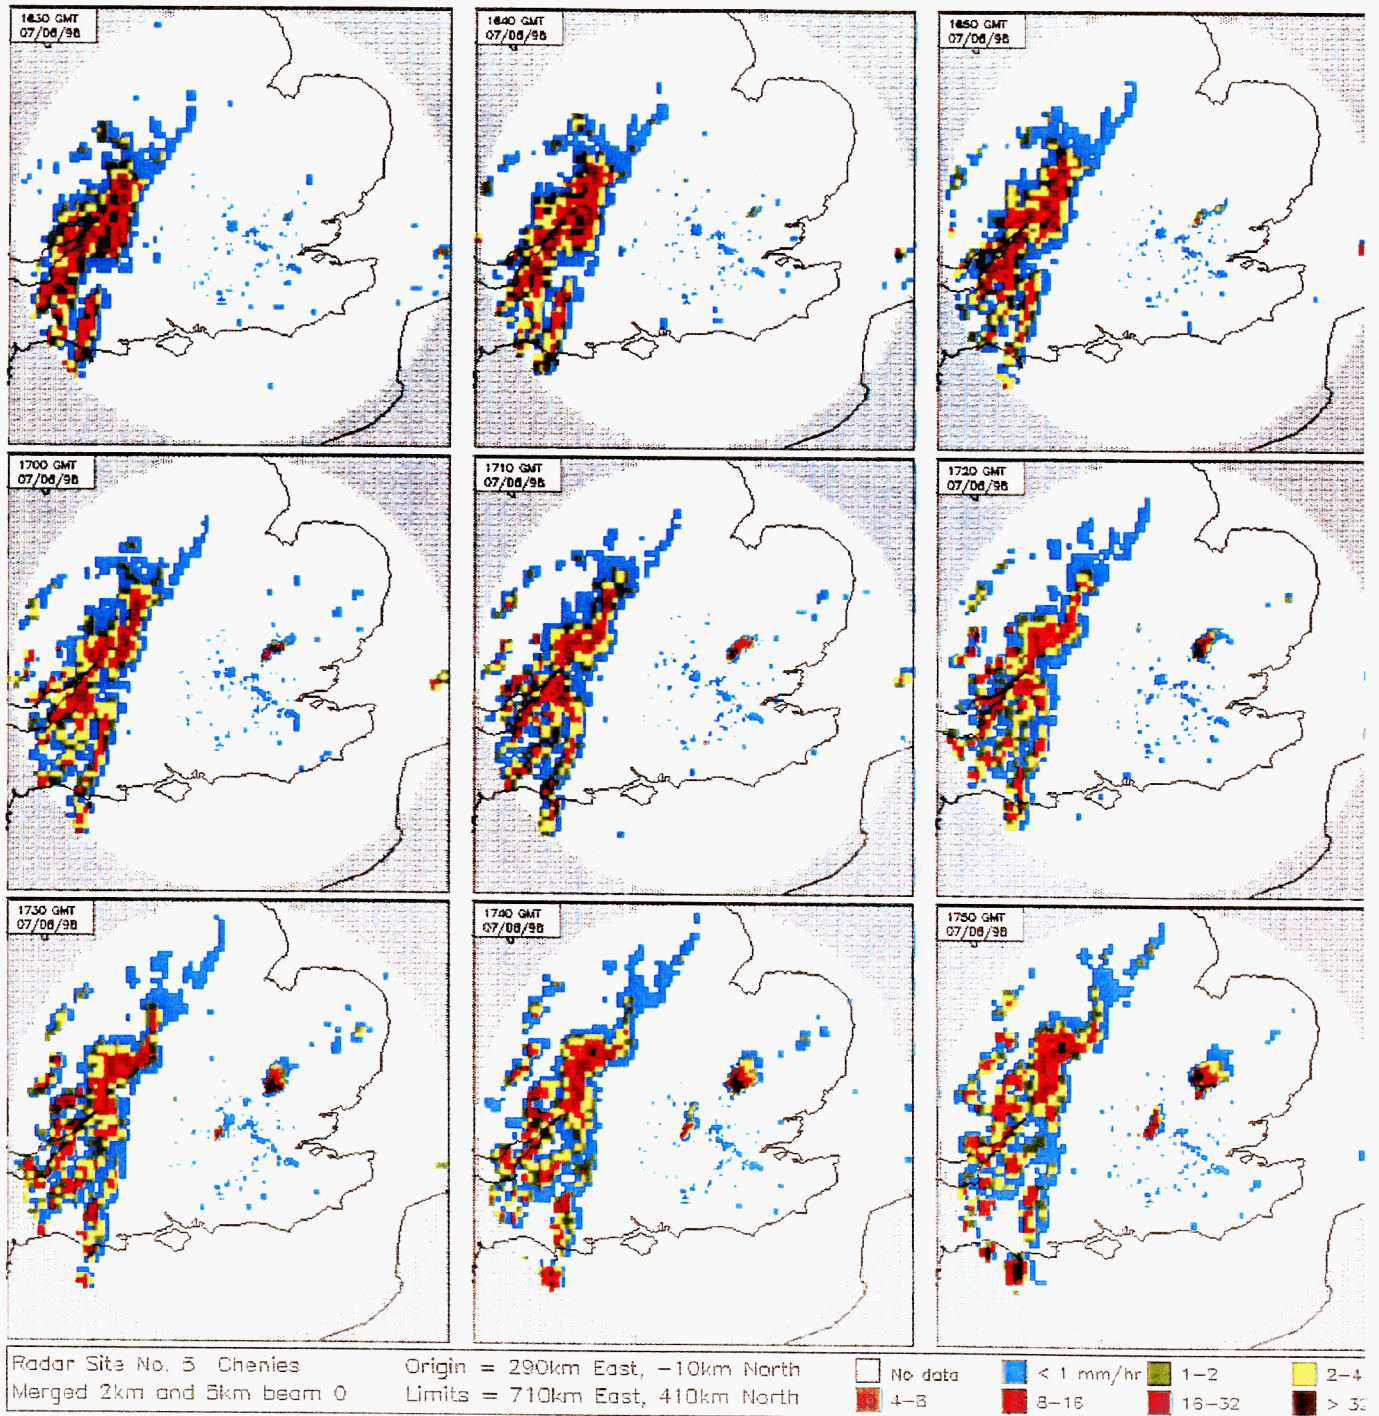 1630 GMT
07/06/98
1640 GMT
07/06/98
1650 GMT
07/06/98
1700 GMT
07/06/98
1710 GMT
07/06/98
1720 GMT
07/06/98
1730 GMT
07/06/98
1740 GMT
07/06/98
1750 GMT
07/06/98
Radar Site No. 5 Chenies
Merged 2km and 5km beam 0
Origin = 290km East, -10km North
Limits = 710km East, 410km North
No data < 1 mm/hr 1-2 2-4
4-8 8-16 16-32 > 32